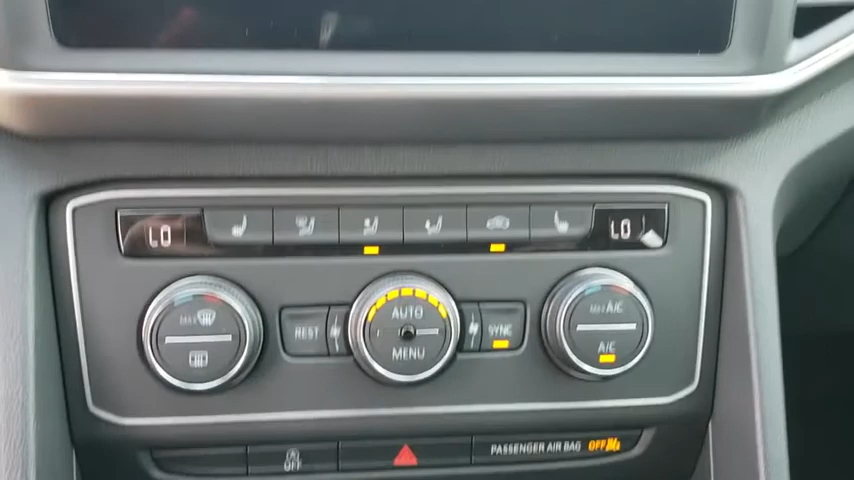 LO LO
MAX AUTO MAX A/C
REST SYNC
MENU A/C
OFF PASSENGER AIR BAG OFF